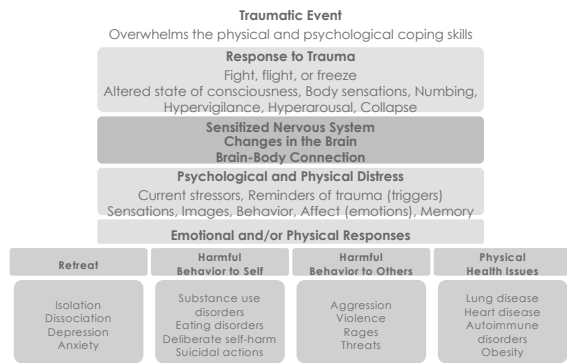 Traumatic Event
Overwhelms the physical and psychological coping skills
Response to Trauma
Fight, flight, or freeze
Altered state of consciousness, Body sensations, Numbing,
Hypervigilance, Hyperarousal, Collapse
Sensitized Nervous System
Changes in the Brain
Brain-Body Connection
Psychological and Physical Distress
Current stressors, Reminders of trauma (triggers)
Sensations, Images, Behavior, Affect (emotions), Memory
Emotional and/or Physical Responses
Retreat
Isolation
Dissociation
Depression
Anxiety
Harmful
Behavior to Self
Substance use
disorders
Eating disorders
Deliberate self-harm
Suicidal actions
Harmful
Behavior to Others
Aggression
Violence
Rages
Threats
Physical
Health Issues
Lung disease
Heart disease
Autoimmune
disorders
Obesity